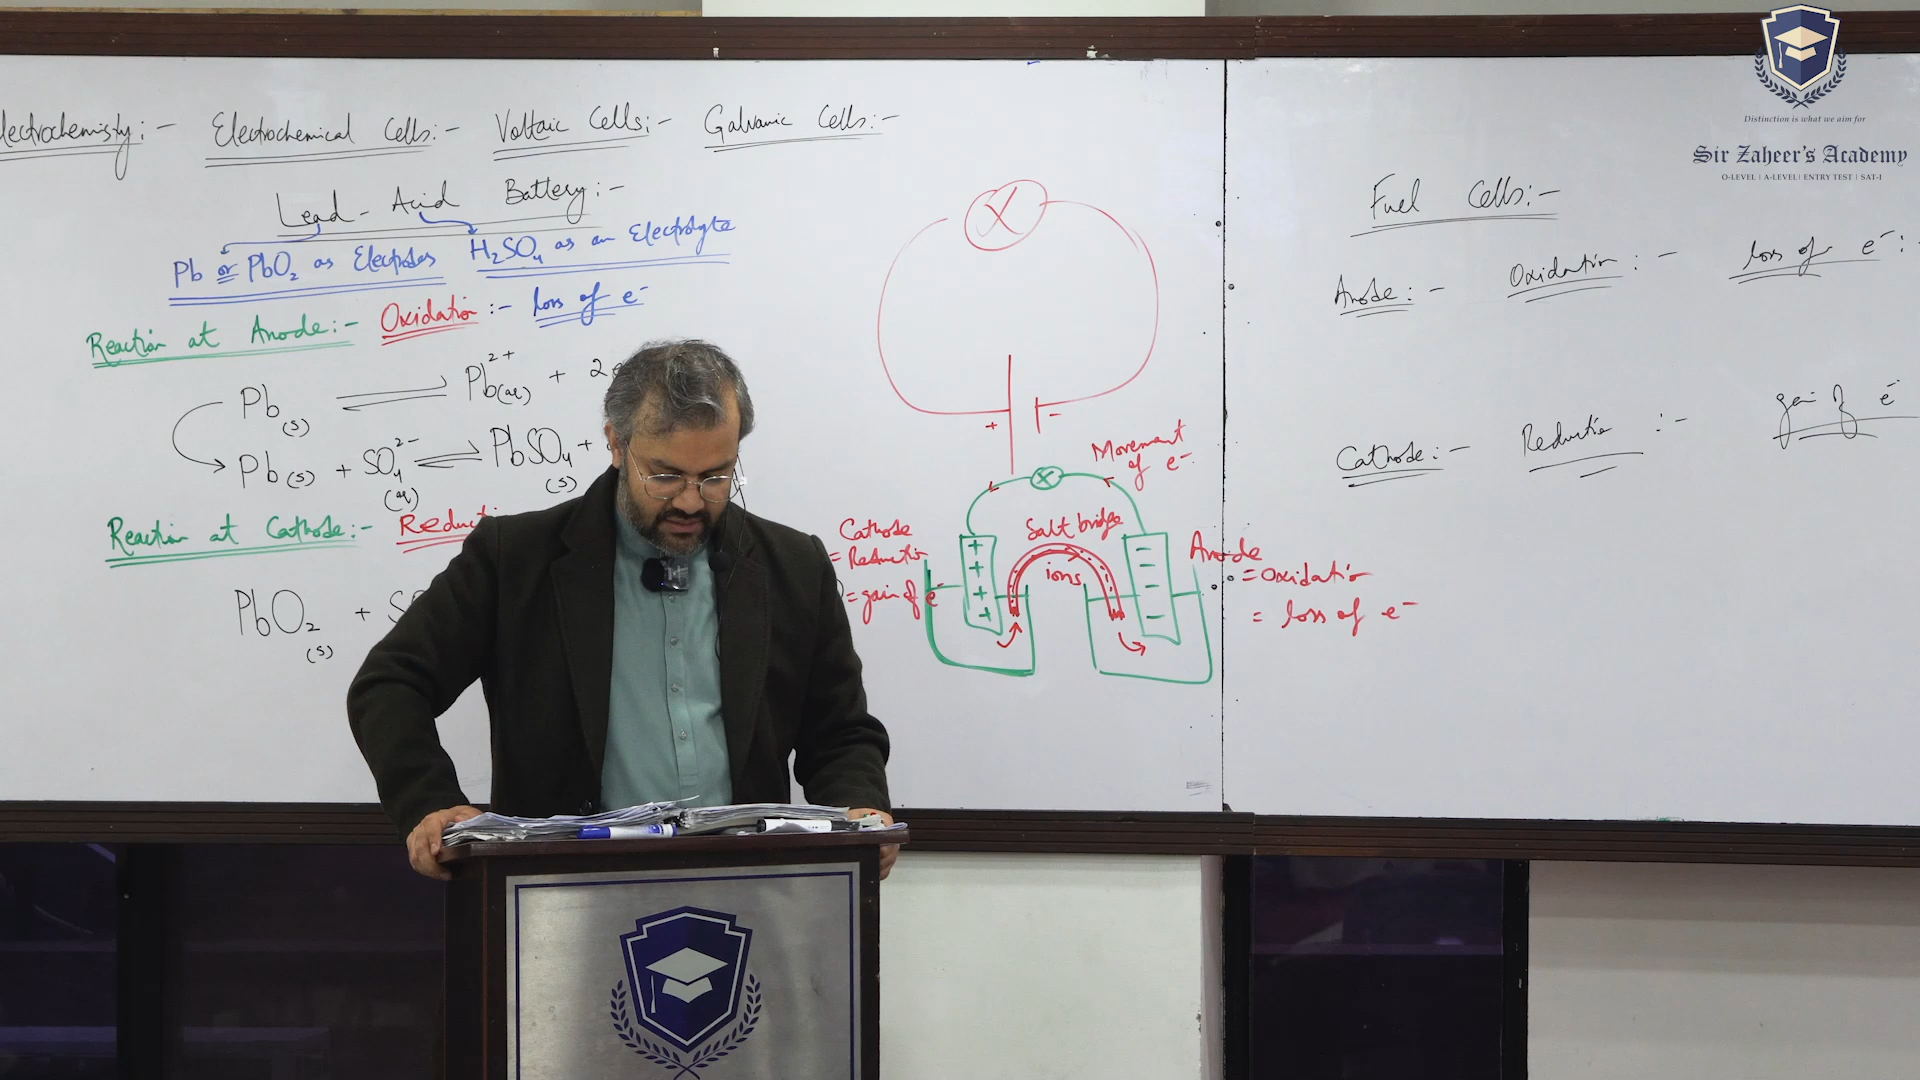 lectrochemisty:- Electrochemical Cells:- Voltaic Cells:- Galvanic Cells:-
Lead - Acid Battery:-
Pb or PbO₂ as Electrodes H₂SO₄ as an Electrolyte
Reaction at Anode:- Oxidation:- loss of e⁻
Pb(s) ⇌ Pb²⁺(aq) + 2
Pb(s) + SO₄²⁻(aq) ⇌ PbSO₄(s) +
Reaction at Cathode:- Reducti
PbO₂(s) + S
X
+ -
Movement of e⁻
X
Cathode
= Reduction
= gain of e⁻
+
+
+
+
Salt bridge
ions
Anode
= Oxidation
= loss of e⁻
Fuel Cells:-
Anode:- Oxidation:- loss of e⁻:
Cathode:- Reduction:- gain of e⁻
Distinction is what we aim for
Sir Zaheer's Academy
O-LEVEL | A-LEVEL | ENTRY TEST | SAT-I